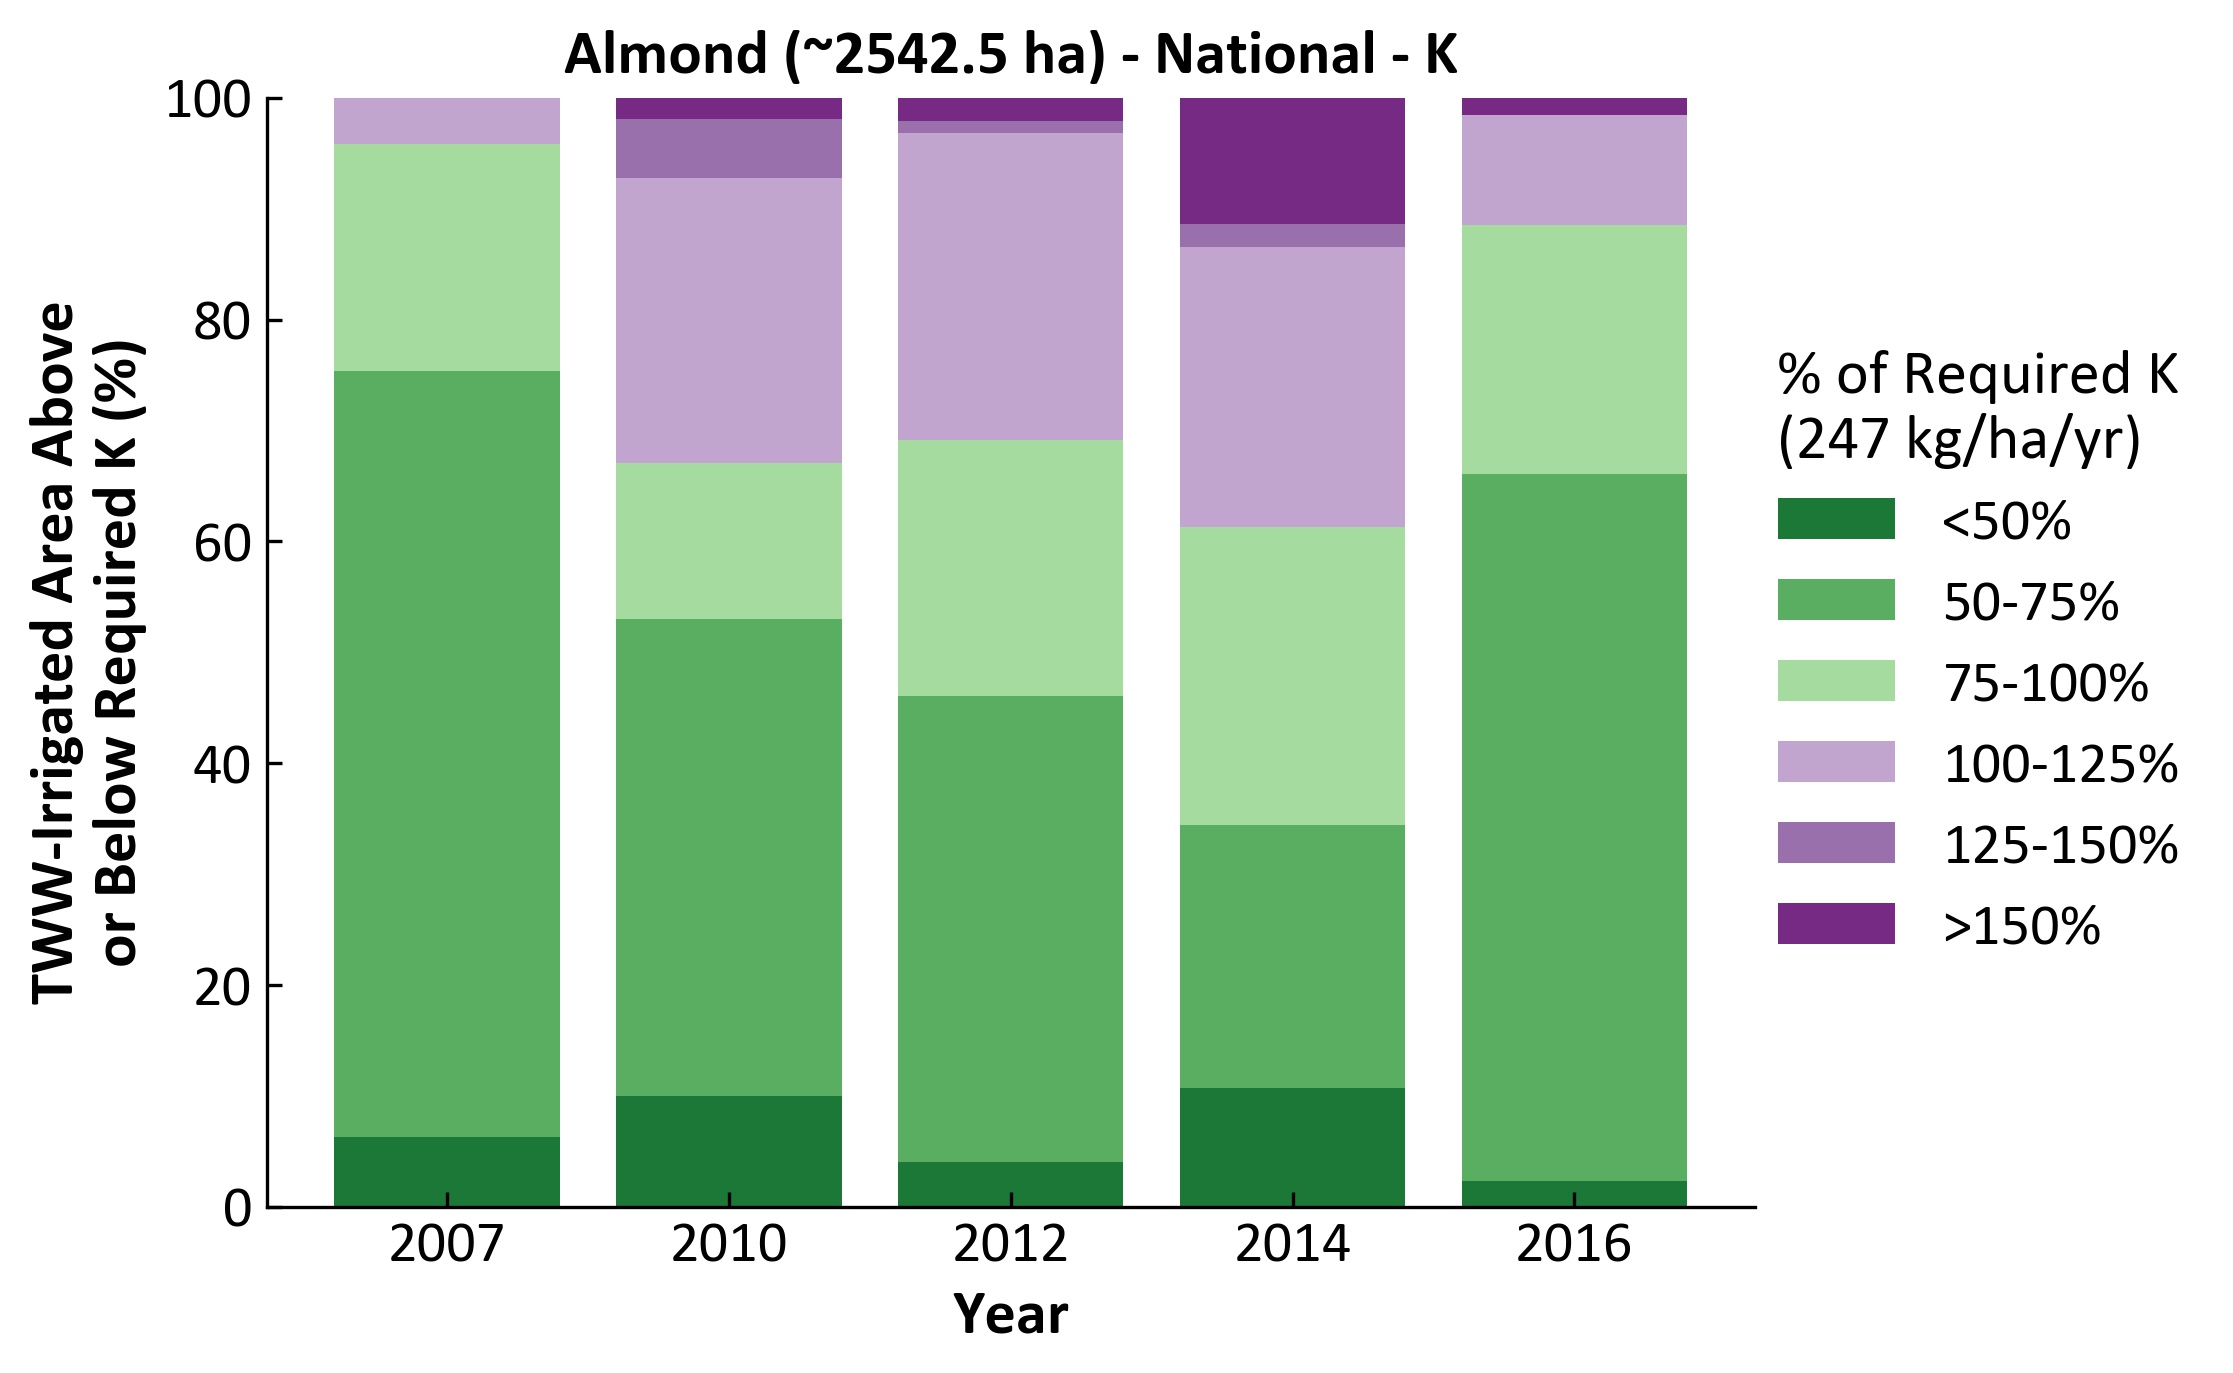 Almond (~2542.5 ha) - National - K
TWW-Irrigated Area Above
or Below Required K (%)
100
80
60
40
20
0
2007
2010
2012
2014
2016
Year
% of Required K
(247 kg/ha/yr)
<50%
50-75%
75-100%
100-125%
125-150%
>150%